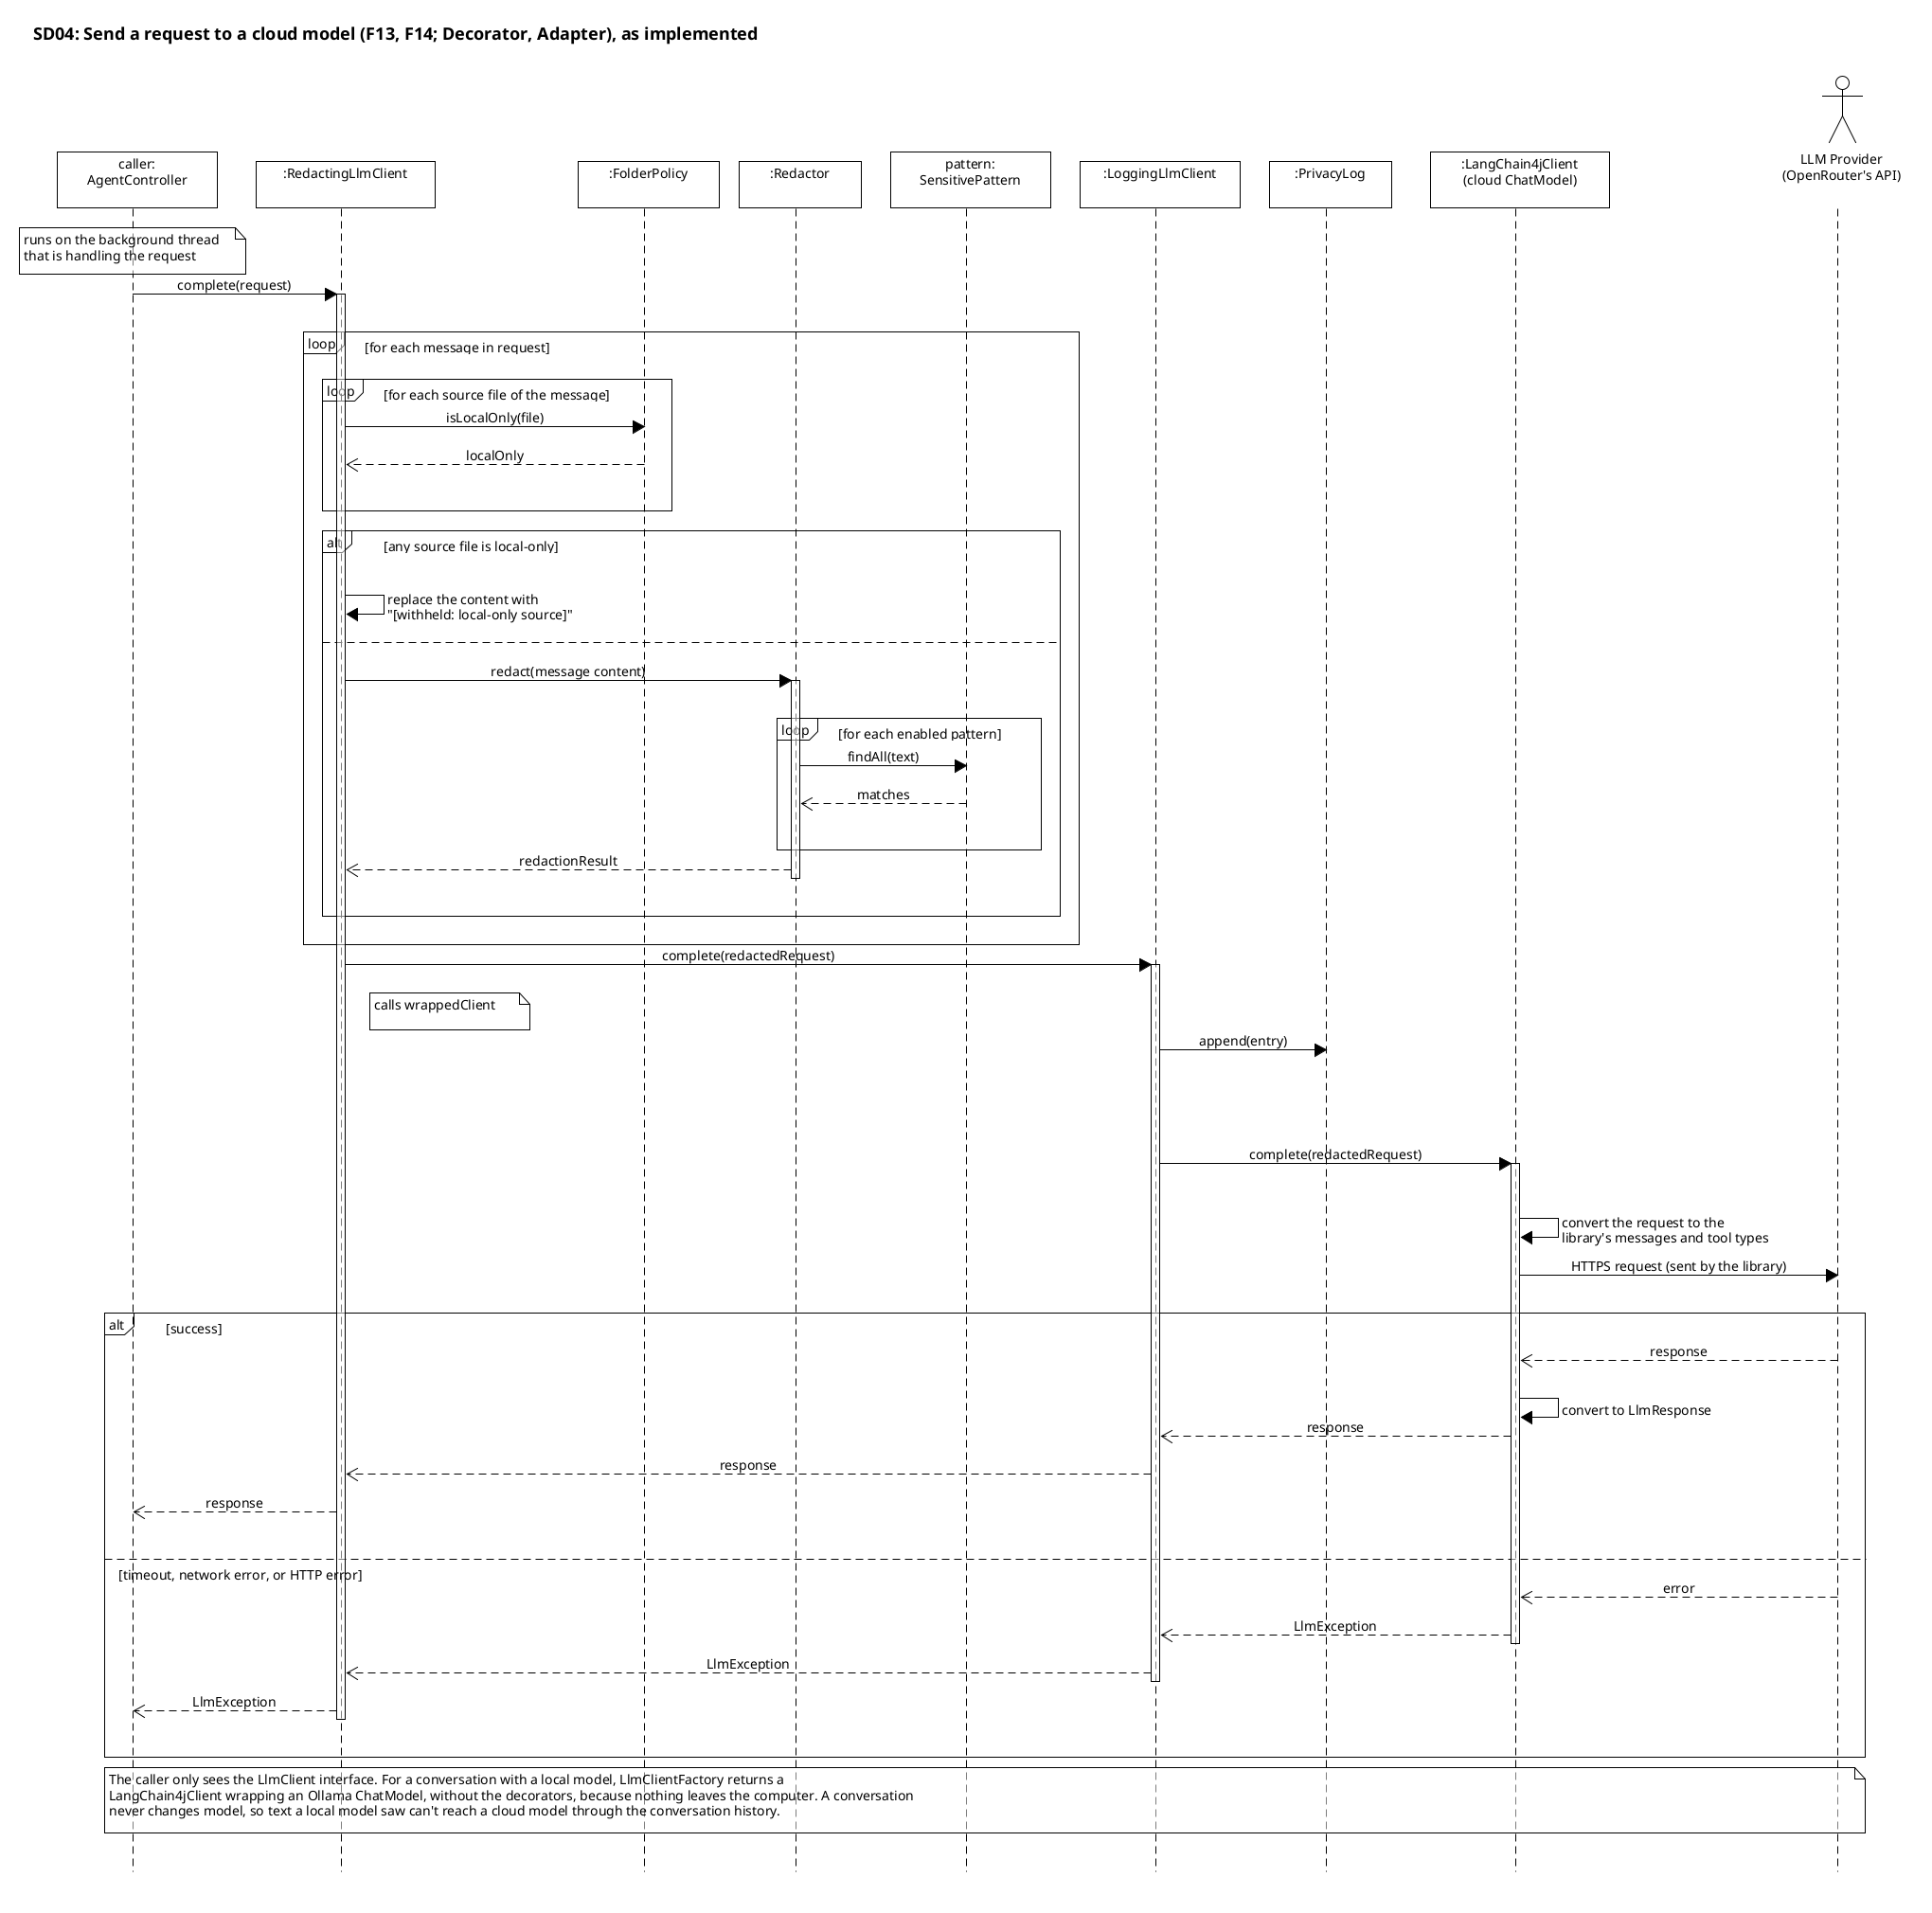 SD04: Send a request to a cloud model (F13, F14; Decorator, Adapter), as implemented
caller:
AgentController
:RedactingLlmClient
:FolderPolicy
:Redactor
pattern:
SensitivePattern
:LoggingLlmClient
:PrivacyLog
:LangChain4jClient
(cloud ChatModel)
LLM Provider
(OpenRouter's API)
runs on the background thread
that is handling the request
complete(request)
loop
[for each message in request]
loop
[for each source file of the message]
isLocalOnly(file)
localOnly
alt
[any source file is local-only]
replace the content with
"[withheld: local-only source]"
redact(message content)
loop
[for each enabled pattern]
findAll(text)
matches
redactionResult
complete(redactedRequest)
calls wrappedClient
append(entry)
complete(redactedRequest)
convert the request to the
library's messages and tool types
HTTPS request (sent by the library)
alt
[success]
response
convert to LlmResponse
response
response
response
[timeout, network error, or HTTP error]
error
LlmException
LlmException
LlmException
The caller only sees the LlmClient interface. For a conversation with a local model, LlmClientFactory returns a
LangChain4jClient wrapping an Ollama ChatModel, without the decorators, because nothing leaves the computer. A conversation
never changes model, so text a local model saw can't reach a cloud model through the conversation history.